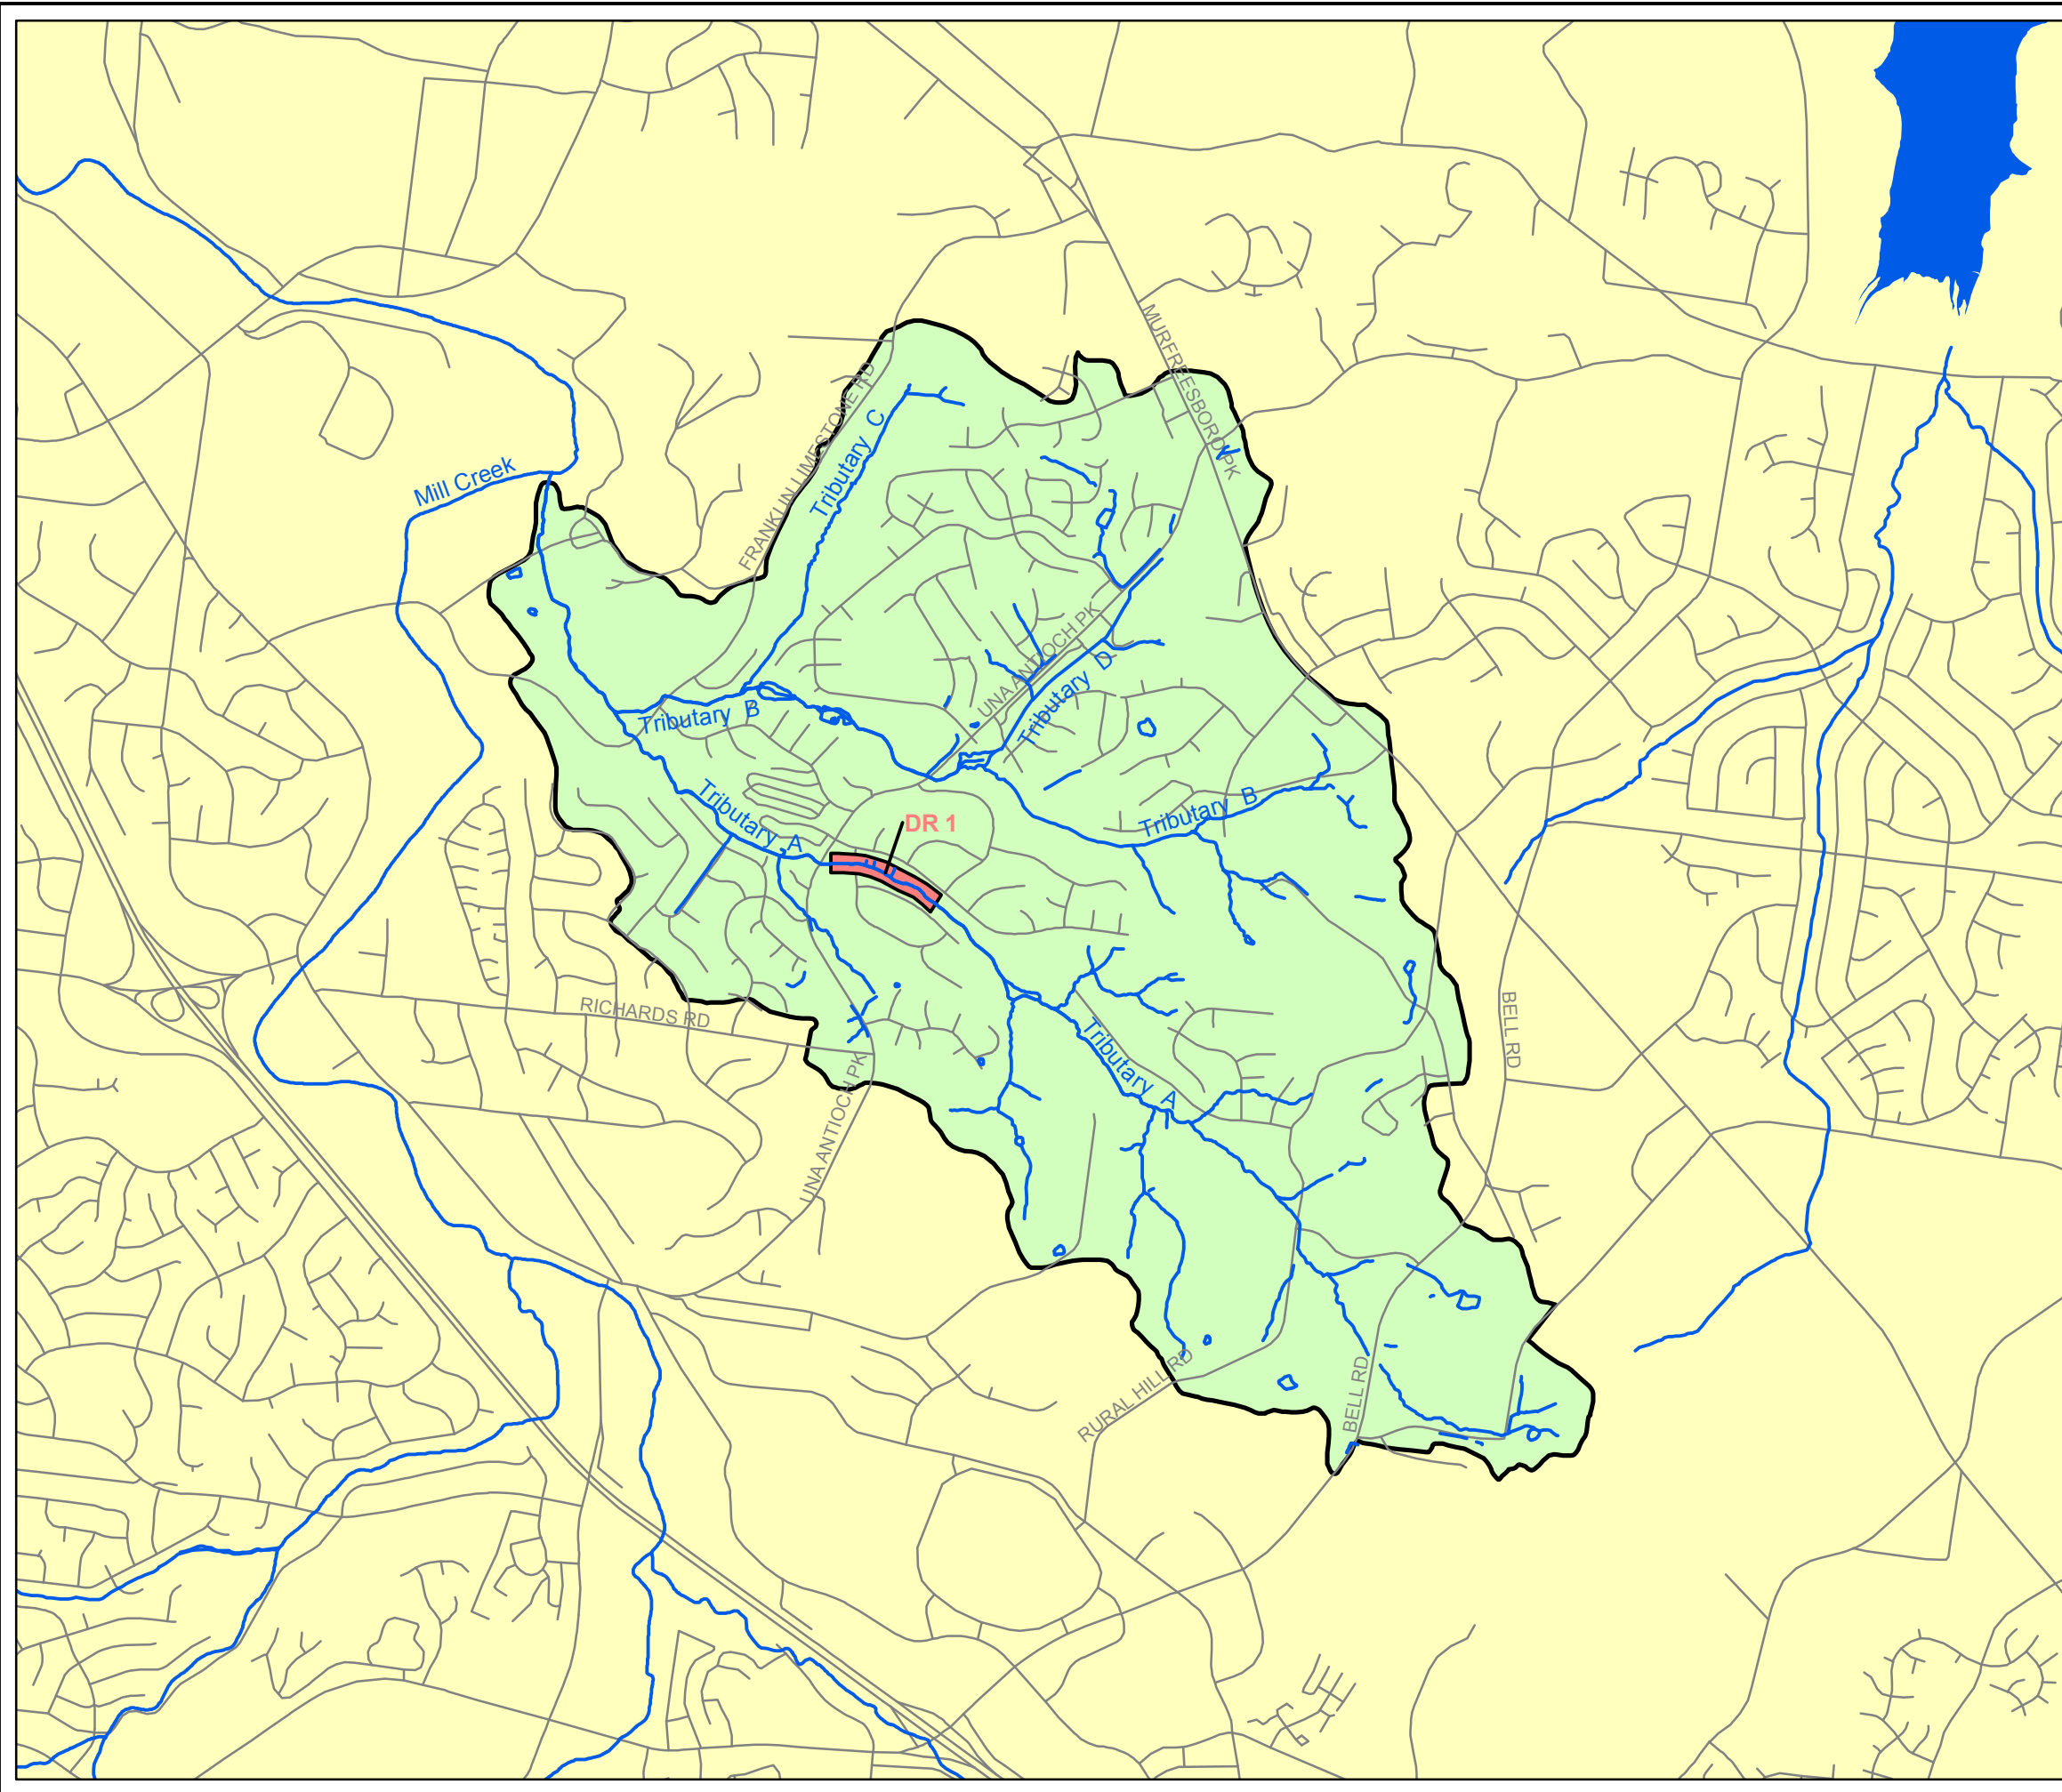 MURFREESBORO PK
FRANKLIN LIMESTONE RD
Tributary C
Mill Creek
UNA ANTIOCH PK
Tributary D
Tributary B
Tributary A
Tributary B
DR 1
RICHARDS RD
BELL RD
Tributary A
UNA ANTIOCH PK
RURAL HILL RD
BELL RD